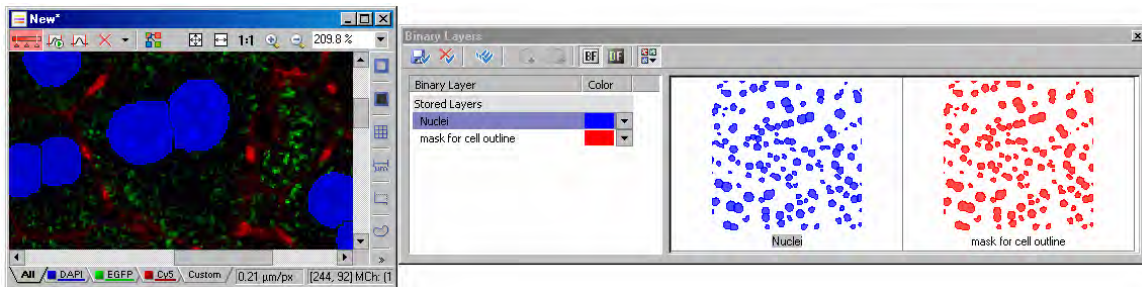 New*
1:1 209.8 %
5µm
All DAPI EGFP Cy5 Custom 0.21 µm/px [244, 92] MCh: (1
Binary Layers
BF DF
Binary Layer Color
Stored Layers
Nuclei
mask for cell outline
Nuclei mask for cell outline